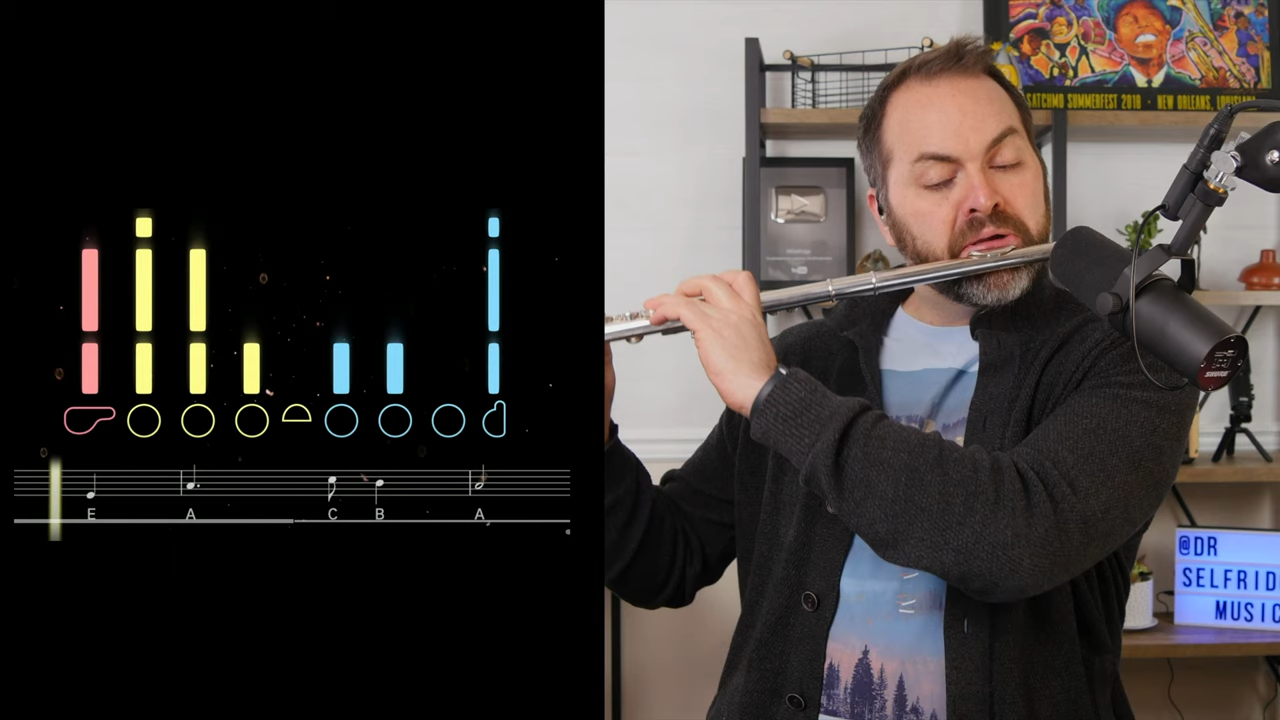 SATCHMO SUMMERFEST 2018 · NEW ORLEANS, LOUISIANA
E A C B A
@DR
SELFRID
MUSIC